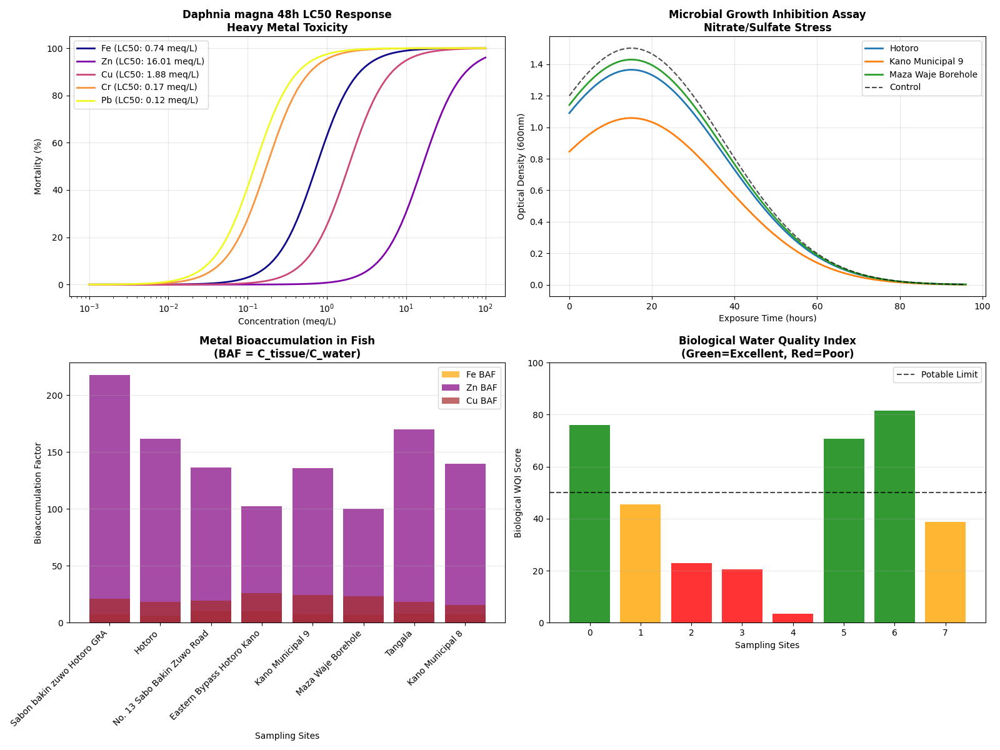 Daphnia magna 48h LC50 Response
Heavy Metal Toxicity
Fe (LC50: 0.74 meq/L)
Zn (LC50: 16.01 meq/L)
Cu (LC50: 1.88 meq/L)
Cr (LC50: 0.17 meq/L)
Pb (LC50: 0.12 meq/L)
Mortality (%)
100
80
60
40
20
0
10⁻³
10⁻²
10⁻¹
10⁰
10¹
10²
Concentration (meq/L)
Microbial Growth Inhibition Assay
Nitrate/Sulfate Stress
Hotoro
Kano Municipal 9
Maza Waje Borehole
Control
Optical Density (600nm)
1.4
1.2
1.0
0.8
0.6
0.4
0.2
0.0
0
20
40
60
80
100
Exposure Time (hours)
Metal Bioaccumulation in Fish
(BAF = C_tissue/C_water)
Fe BAF
Zn BAF
Cu BAF
Bioaccumulation Factor
200
150
100
50
0
Sabon bakin zuwo Hotoro GRA
Hotoro
No. 13 Sabo Bakin Zuwo Road
Eastern Bypass Hotoro Kano
Kano Municipal 9
Maza Waje Borehole
Tangala
Kano Municipal 8
Sampling Sites
Biological Water Quality Index
(Green=Excellent, Red=Poor)
Potable Limit
Biological WQI Score
100
80
60
40
20
0
0
1
2
3
4
5
6
7
Sampling Sites